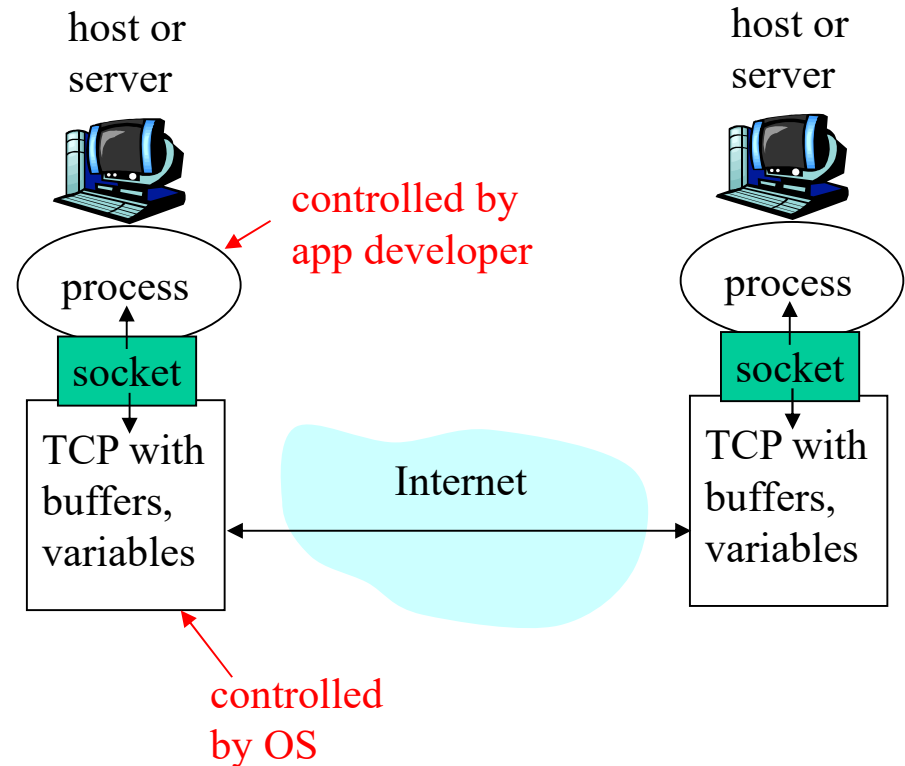 host or
server
host or
server
controlled by
app developer
process
process
socket
socket
TCP with
buffers,
variables
Internet
TCP with
buffers,
variables
controlled
by OS